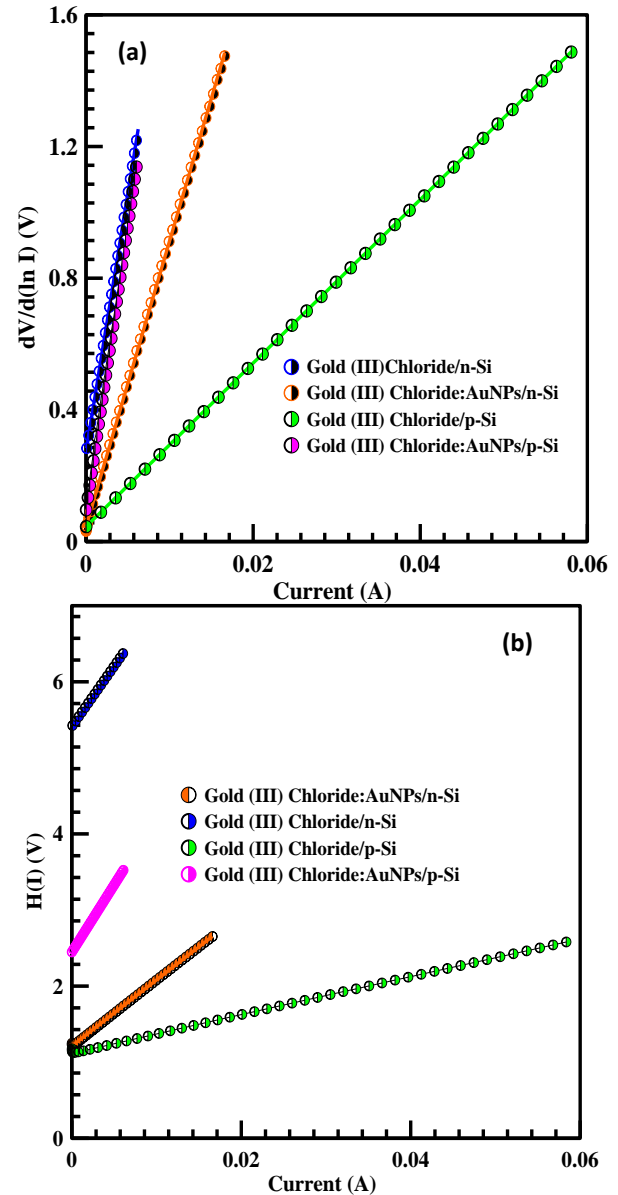 1.6
(a)
1.2
0.8
0.4
0
dV/d(ln I) (V)
Gold (III)Chloride/n-Si
Gold (III) Chloride:AuNPs/n-Si
Gold (III) Chloride/p-Si
Gold (III) Chloride:AuNPs/p-Si
0
0.02
0.04
0.06
Current (A)
(b)
6
4
2
0
H(I) (V)
Gold (III) Chloride:AuNPs/n-Si
Gold (III) Chloride/n-Si
Gold (III) Chloride/p-Si
Gold (III) Chloride:AuNPs/p-Si
0
0.02
0.04
0.06
Current (A)